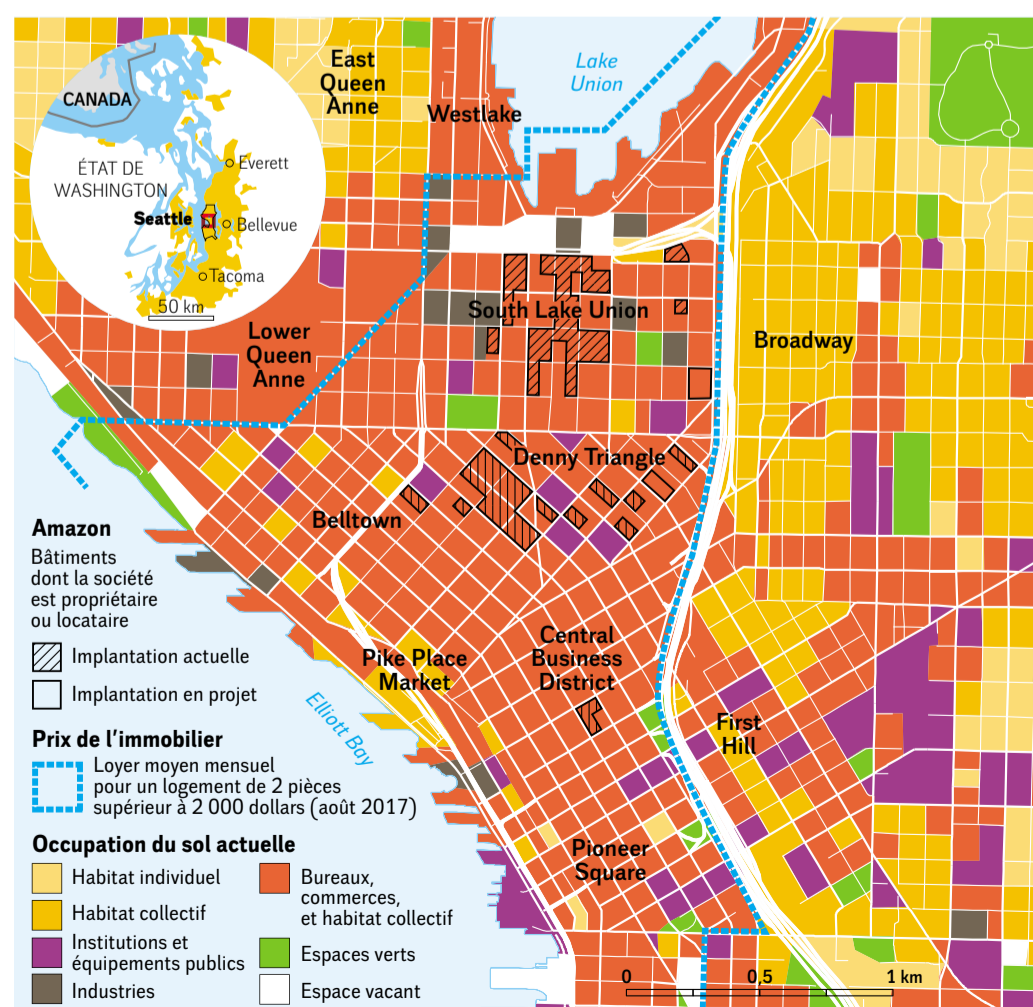 East
Queen
Anne
Westlake
Lake
Union
CANADA
ÉTAT DE
WASHINGTON
Everett
Seattle
Bellevue
Tacoma
50 km
South Lake Union
Lower
Queen
Anne
Broadway
Denny Triangle
Belltown
Central
Business
District
Pike Place
Market
Elliott Bay
First
Hill
Pioneer
Square
Amazon
Bâtiments
dont la société
est propriétaire
ou locataire
Implantation actuelle
Implantation en projet
Prix de l’immobilier
Loyer moyen mensuel
pour un logement de 2 pièces
supérieur à 2 000 dollars (août 2017)
Occupation du sol actuelle
Habitat individuel
Habitat collectif
Institutions et
équipements publics
Industries
Bureaux,
commerces,
et habitat collectif
Espaces verts
Espace vacant
0 0,5 1 km